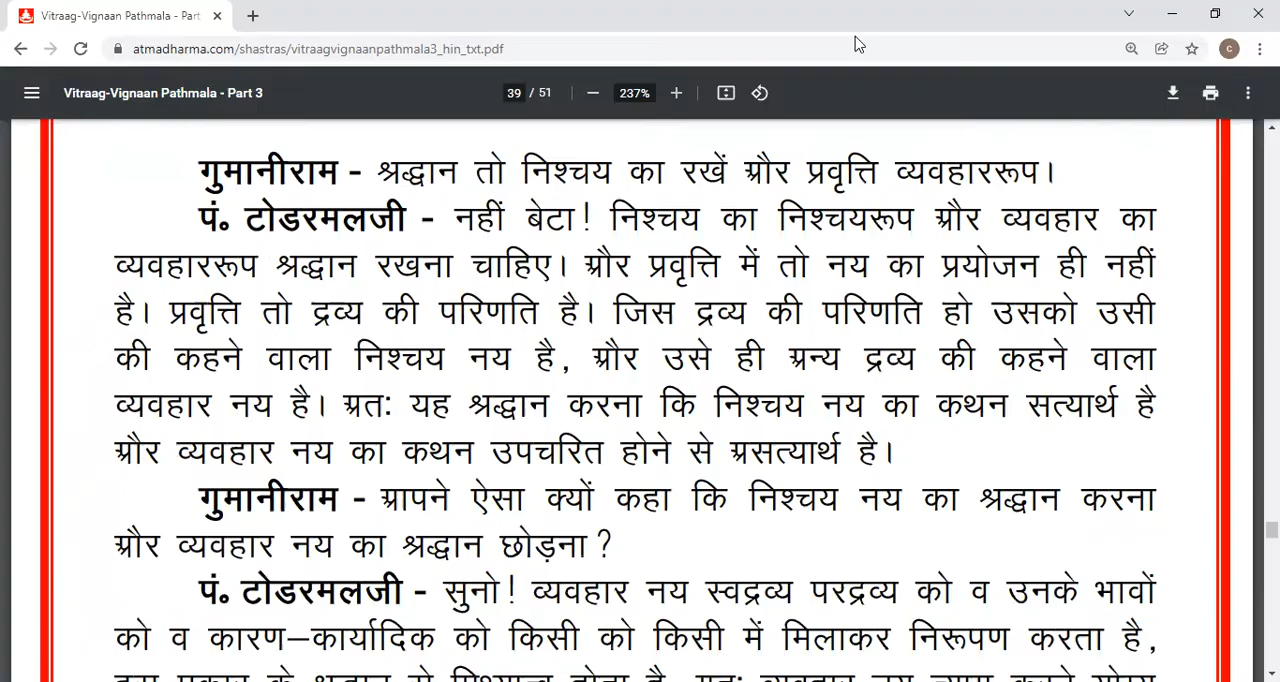 Vitraag-Vignaan Pathmala - Part
atmadharma.com/shastras/vitraagvignaanpathmala3_hin_txt.pdf
C
Vitraag-Vignaan Pathmala - Part 3
39 / 51
237%
गुमानीराम - श्रद्धान तो निश्चय का रखें और प्रवृत्ति व्यवहाररूप।
पं. टोडरमलजी - नहीं बेटा! निश्चय का निश्चयरूप और व्यवहार का
व्यवहाररूप श्रद्धान रखना चाहिए। और प्रवृत्ति में तो नय का प्रयोजन ही नहीं
है। प्रवृत्ति तो द्रव्य की परिणति है। जिस द्रव्य की परिणति हो उसको उसी
की कहने वाला निश्चय नय है, और उसे ही अन्य द्रव्य की कहने वाला
व्यवहार नय है। अतः यह श्रद्धान करना कि निश्चय नय का कथन सत्यार्थ है
और व्यवहार नय का कथन उपचरित होने से असत्यार्थ है।
गुमानीराम - आपने ऐसा क्यों कहा कि निश्चय नय का श्रद्धान करना
और व्यवहार नय का श्रद्धान छोड़ना?
पं. टोडरमलजी - सुनो! व्यवहार नय स्वद्रव्य परद्रव्य को व उनके भावों
को व कारण-कार्यादिक को किसी को किसी में मिलाकर निरूपण करता है,